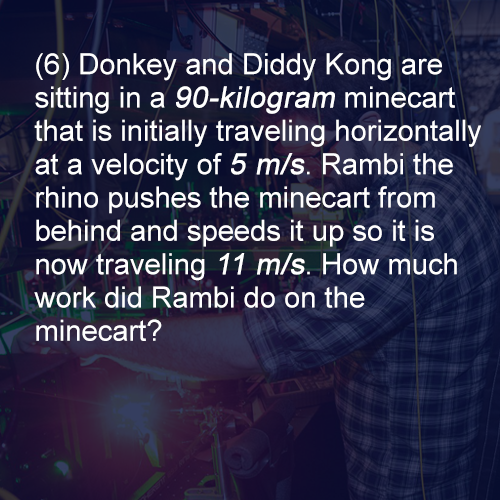 (6) Donkey and Diddy Kong are
sitting in a 90-kilogram minecart
that is initially traveling horizontally
at a velocity of 5 m/s. Rambi the
rhino pushes the minecart from
behind and speeds it up so it is
now traveling 11 m/s. How much
work did Rambi do on the
minecart?